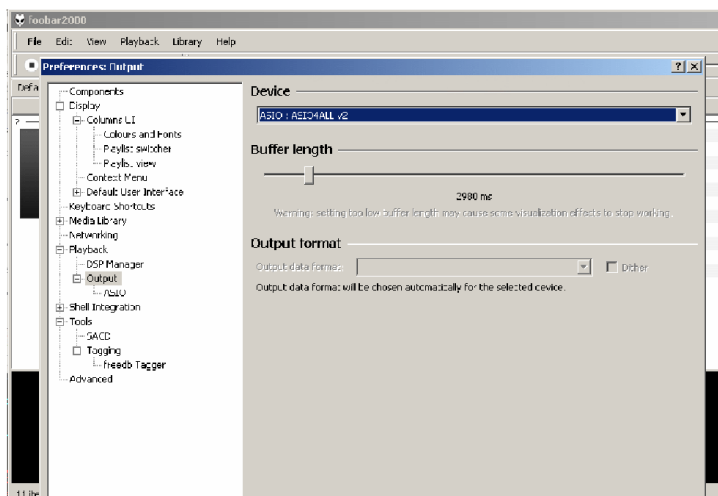 foobar2000
File Edit View Playback Library Help
Preferences: Output
Defa
Components
Display
Columns UI
Colours and Fonts
Playlist switcher
Playlist view
Context Menu
Default User Interface
Keyboard Shortcuts
Media Library
Networking
Playback
DSP Manager
Output
ASIO
Shell Integration
Tools
SACD
Tagging
freedb Tagger
Advanced
Device
ASIO : ASIO4ALL v2
Buffer length
2980 ms
Warning: setting too low buffer length may cause some visualization effects to stop working.
Output format
Output data format: Dither
Output data format will be chosen automatically for the selected device.